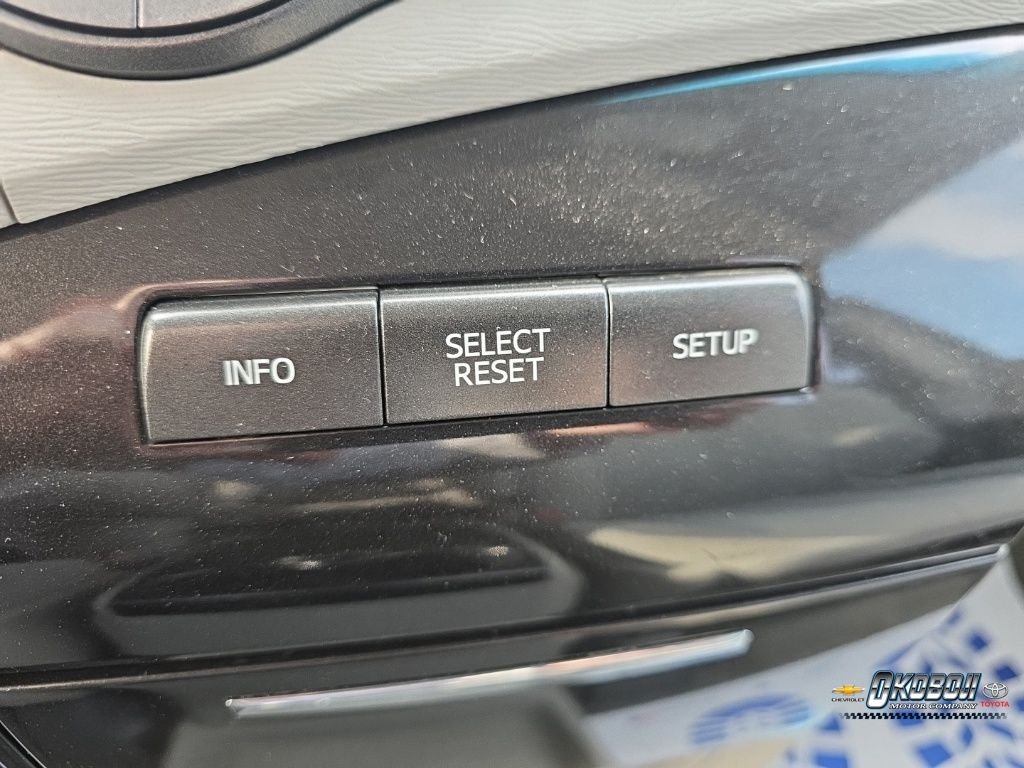 INFO
SELECT
RESET
SETUP
CHEVROLET
OKOBOJI
MOTOR COMPANY
TOYOTA